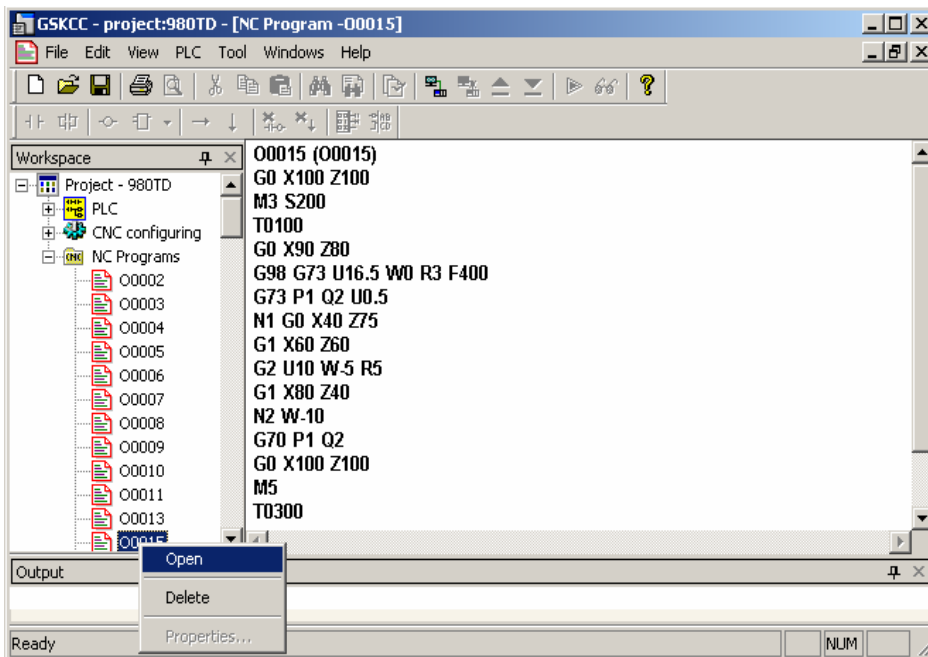 GSKCC - project:980TD - [NC Program -O0015]
File Edit View PLC Tool Windows Help
Workspace
Project - 980TD
PLC
CNC configuring
CNC NC Programs
O0002
O0003
O0004
O0005
O0006
O0007
O0008
O0009
O0010
O0011
O0013
O0015
O0015 (O0015)
G0 X100 Z100
M3 S200
T0100
G0 X90 Z80
G98 G73 U16.5 W0 R3 F400
G73 P1 Q2 U0.5
N1 G0 X40 Z75
G1 X60 Z60
G2 U10 W-5 R5
G1 X80 Z40
N2 W-10
G70 P1 Q2
G0 X100 Z100
M5
T0300
Open
Delete
Properties...
Output
Ready
NUM